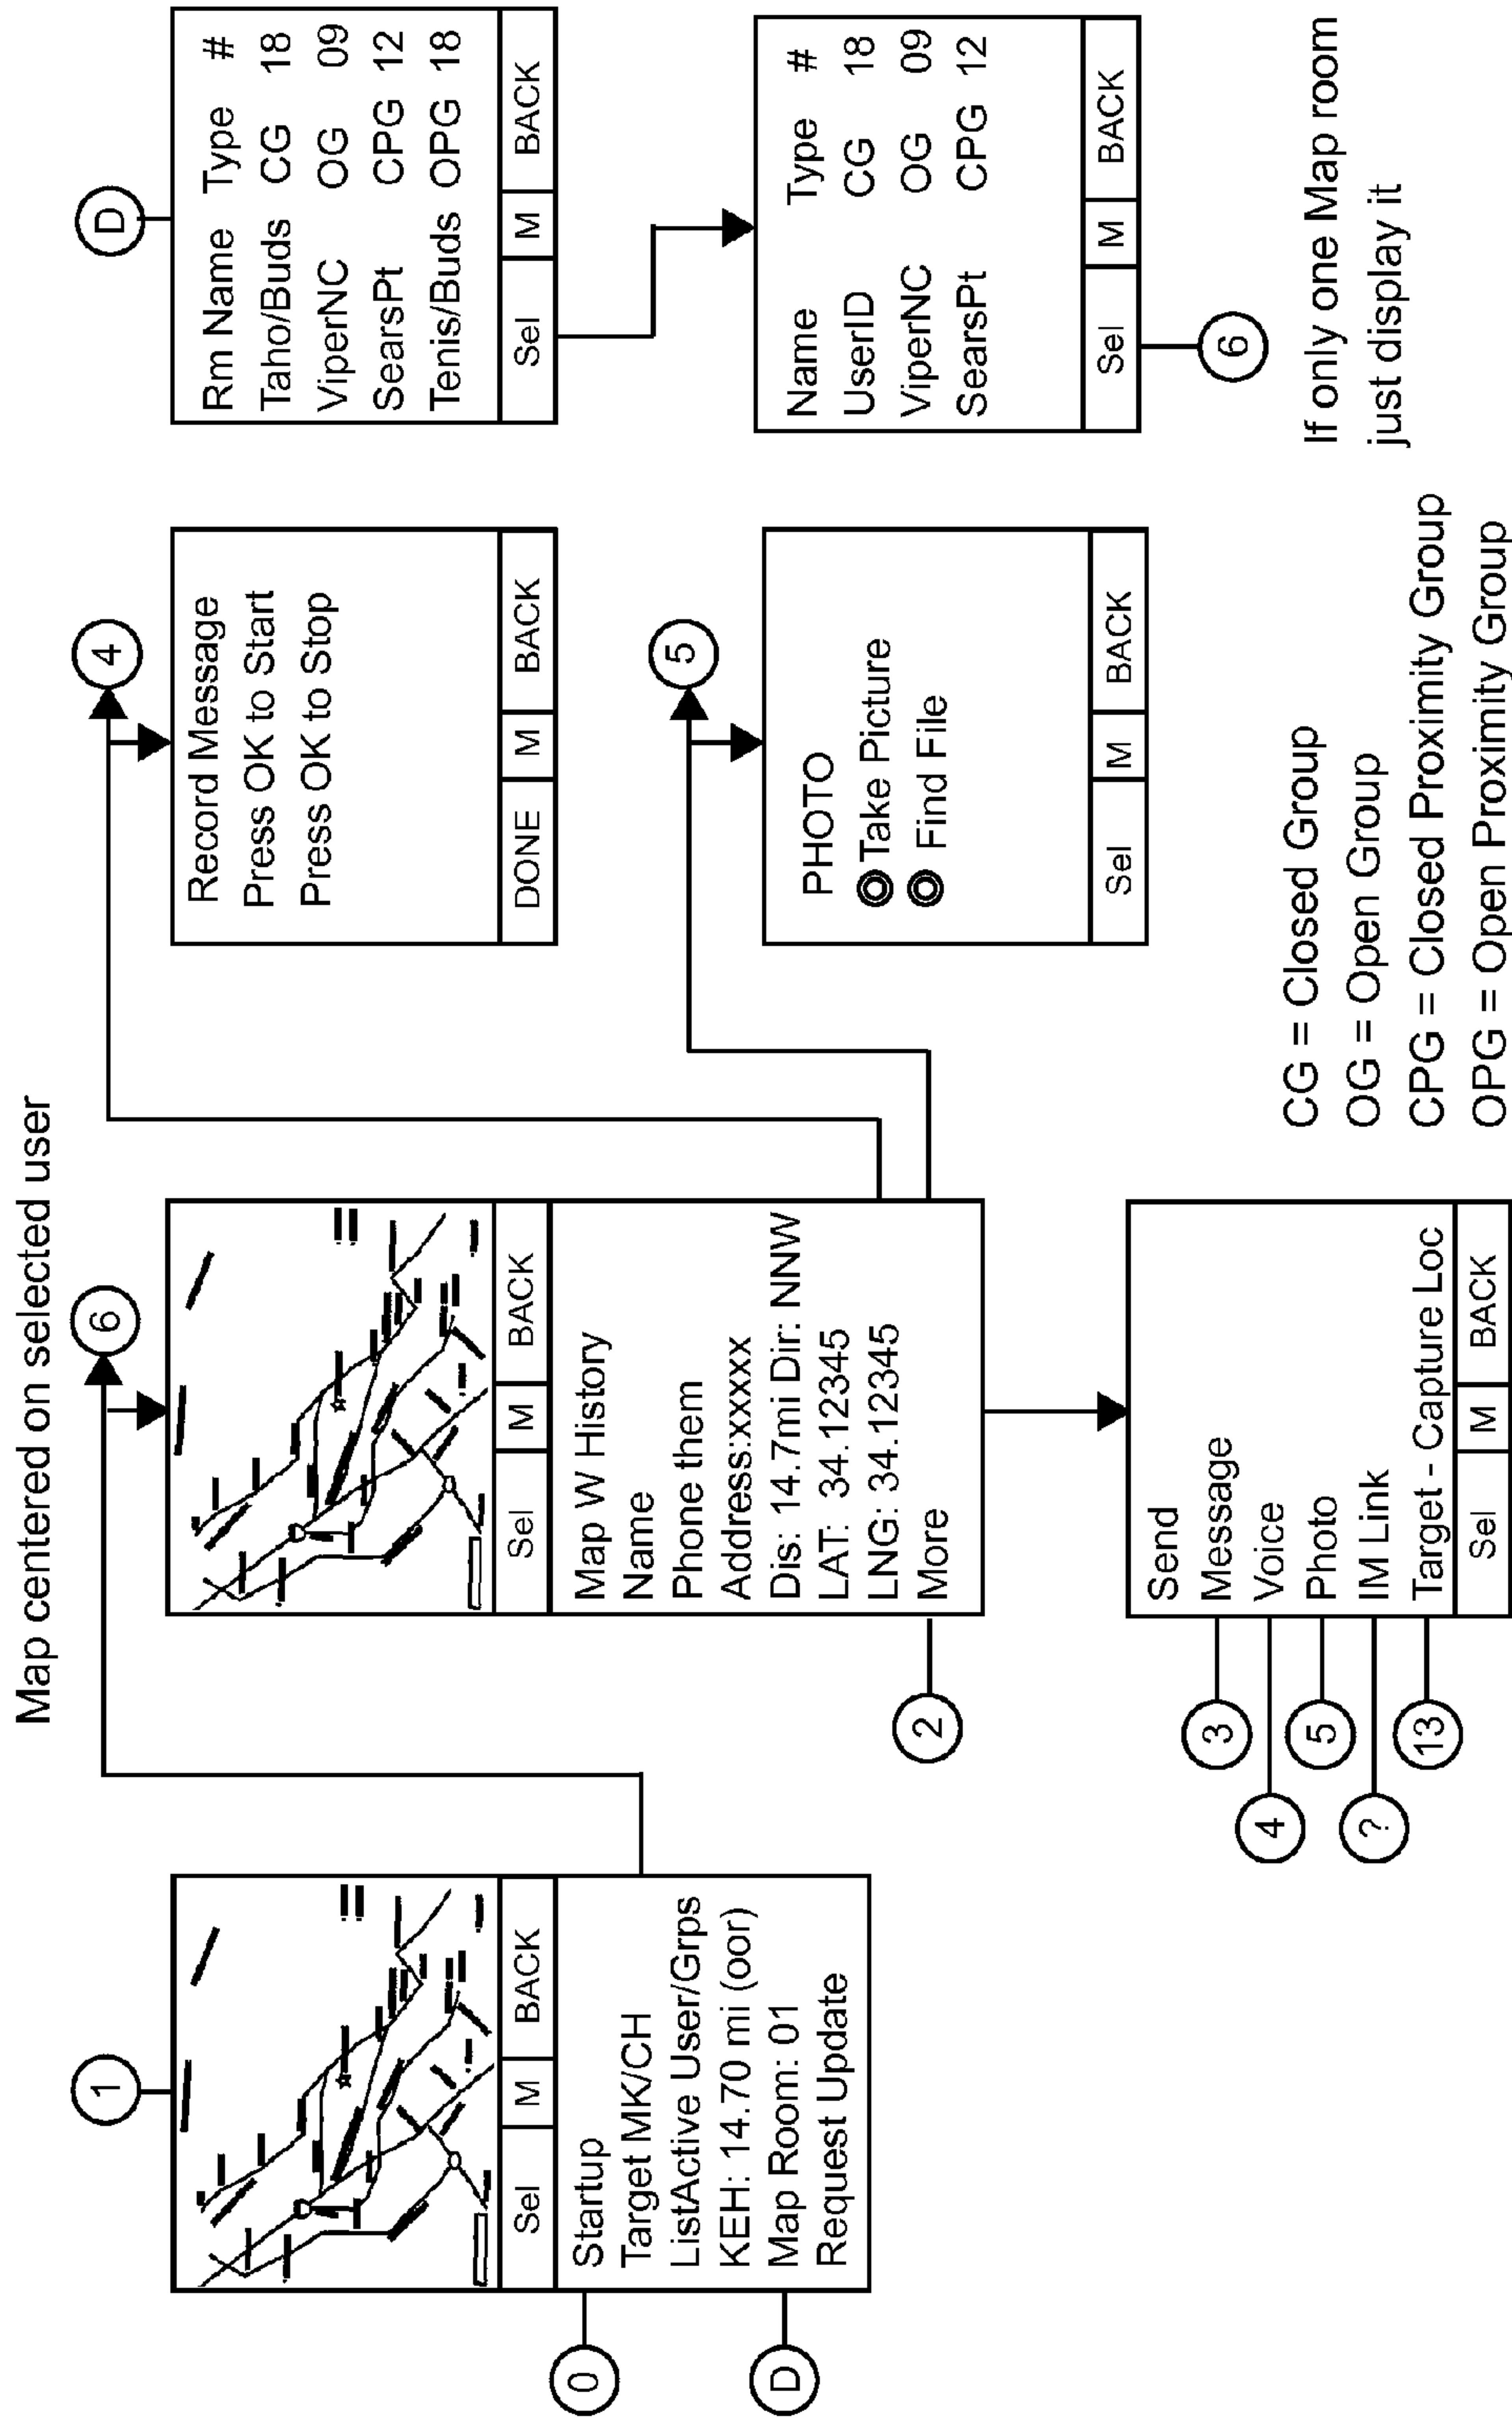 Map centered on selected user
1
Sel M BACK
0
Startup
Target MK/CH
ListActive User/Grps
KEH: 14.70 mi (oor)
D
Map Room: 01
Request Update
6
Sel M BACK
Map W History
Name
Phone them
Address:xxxxx
Dis: 14.7mi Dir: NNW
LAT: 34.12345
LNG: 34.12345
2
More
Send
3
Message
4
Voice
5
Photo
?
IM Link
13
Target - Capture Loc
Sel M BACK
4
Record Message
Press OK to Start
Press OK to Stop
DONE M BACK
5
PHOTO
Take Picture
Find File
Sel M BACK
CG = Closed Group
OG = Open Group
CPG = Closed Proximity Group
OPG = Open Proximity Group
D
Rm Name Type #
Taho/Buds CG 18
ViperNC OG 09
SearsPt CPG 12
Tenis/Buds OPG 18
Sel M BACK
Name Type #
UserID CG 18
ViperNC OG 09
SearsPt CPG 12
Sel M BACK
6
If only one Map room
just display it